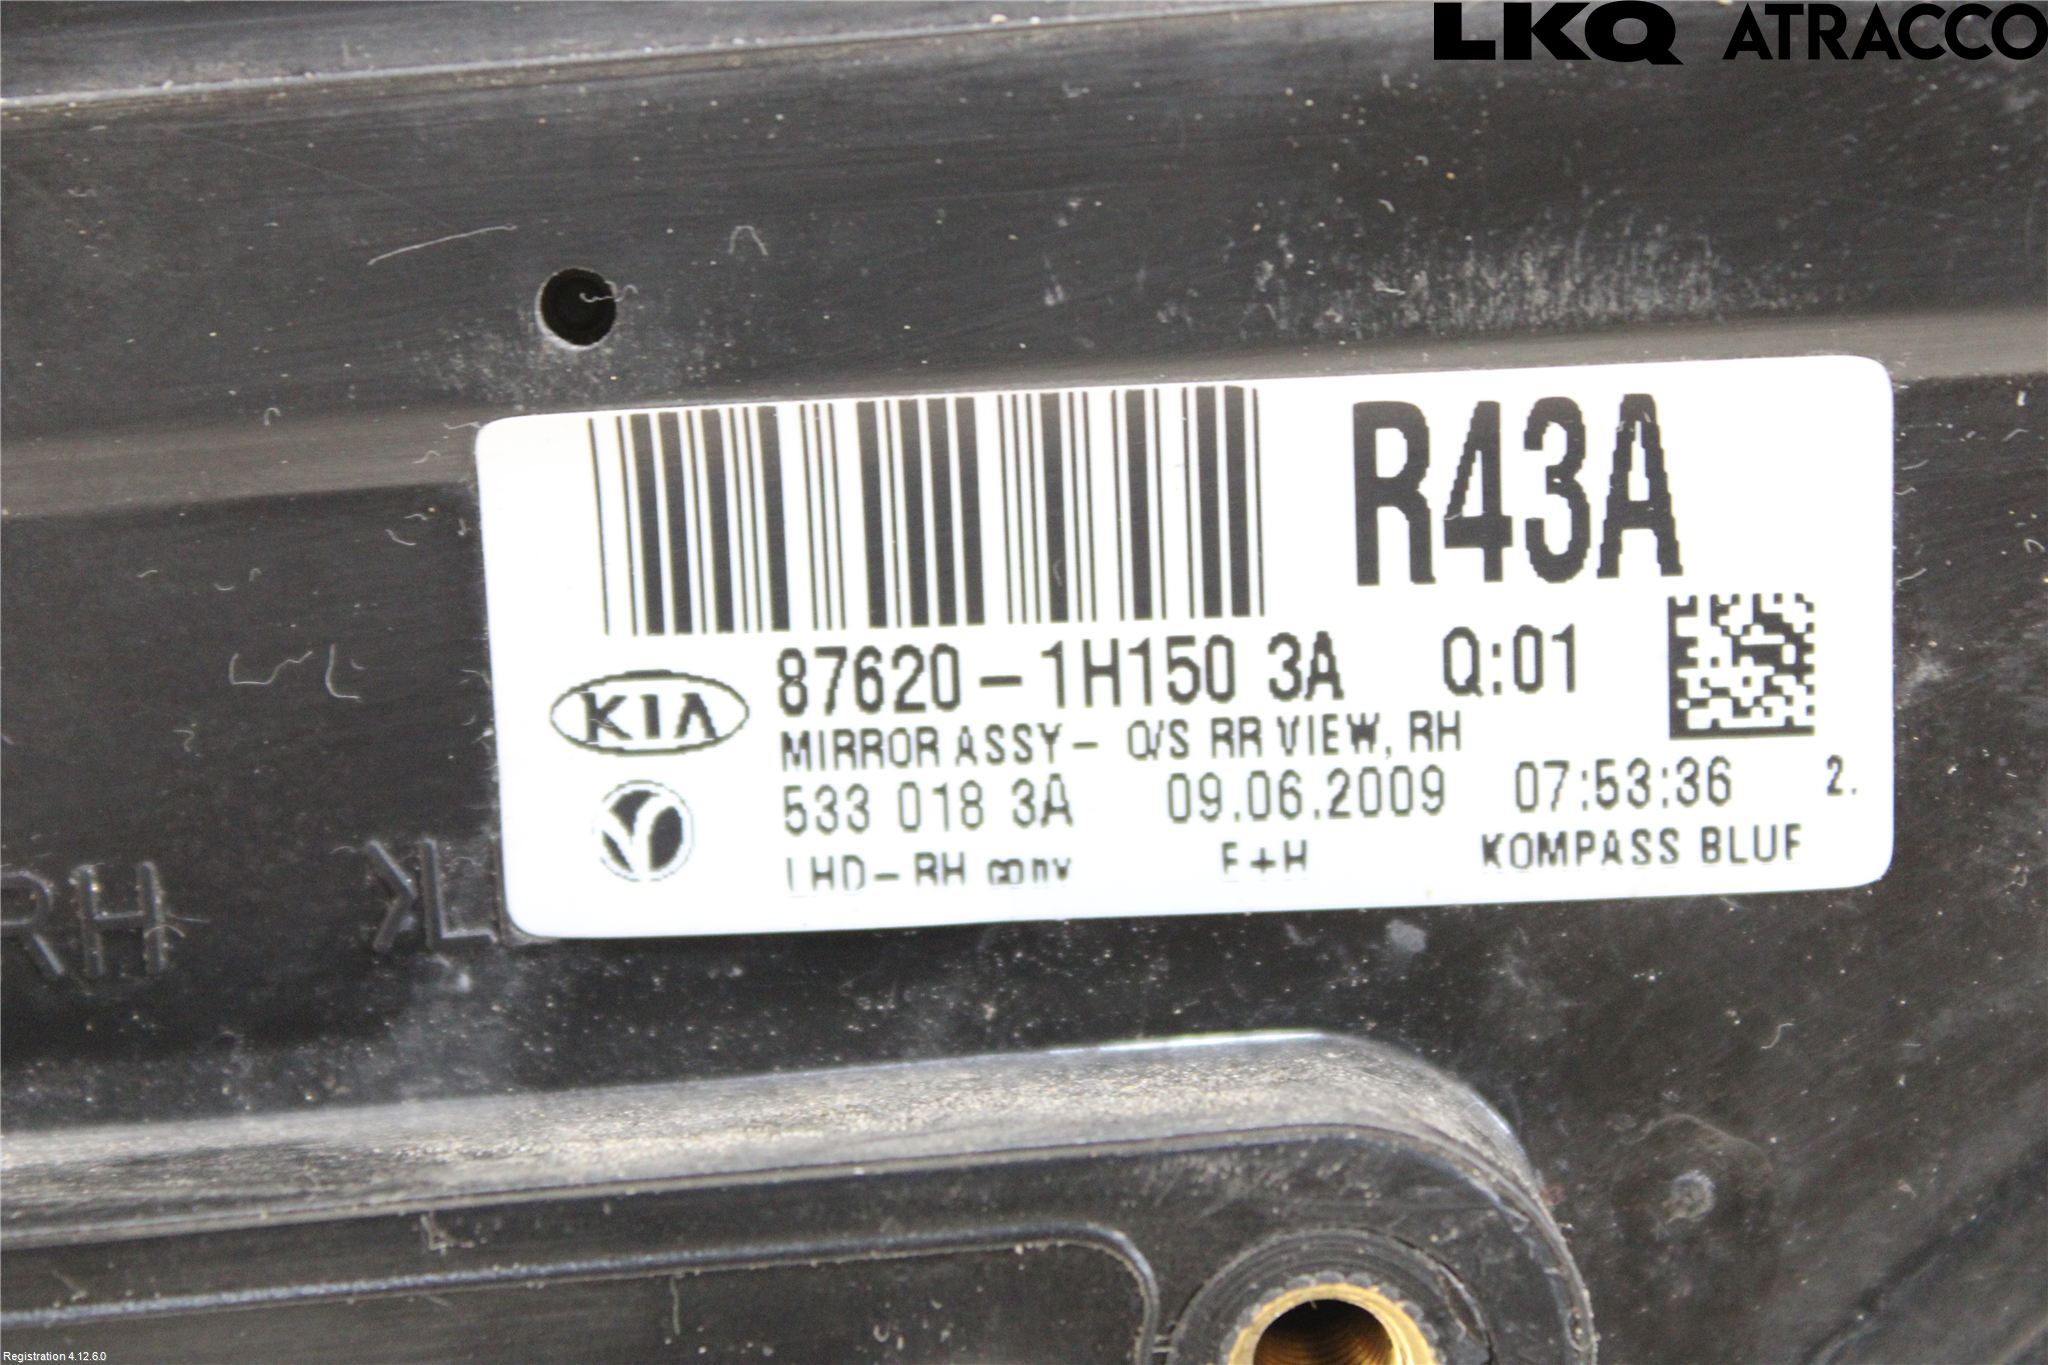 LKQ ATRACCO
R43A
87620-1H150 3A Q:01
KIA
MIRROR ASSY- O/S RR VIEW, RH
533 018 3A 09.06.2009 07:53:36 2.
LHD-RH conv E+H KOMPASS BLUE
RH
Registration 4.12.6.0